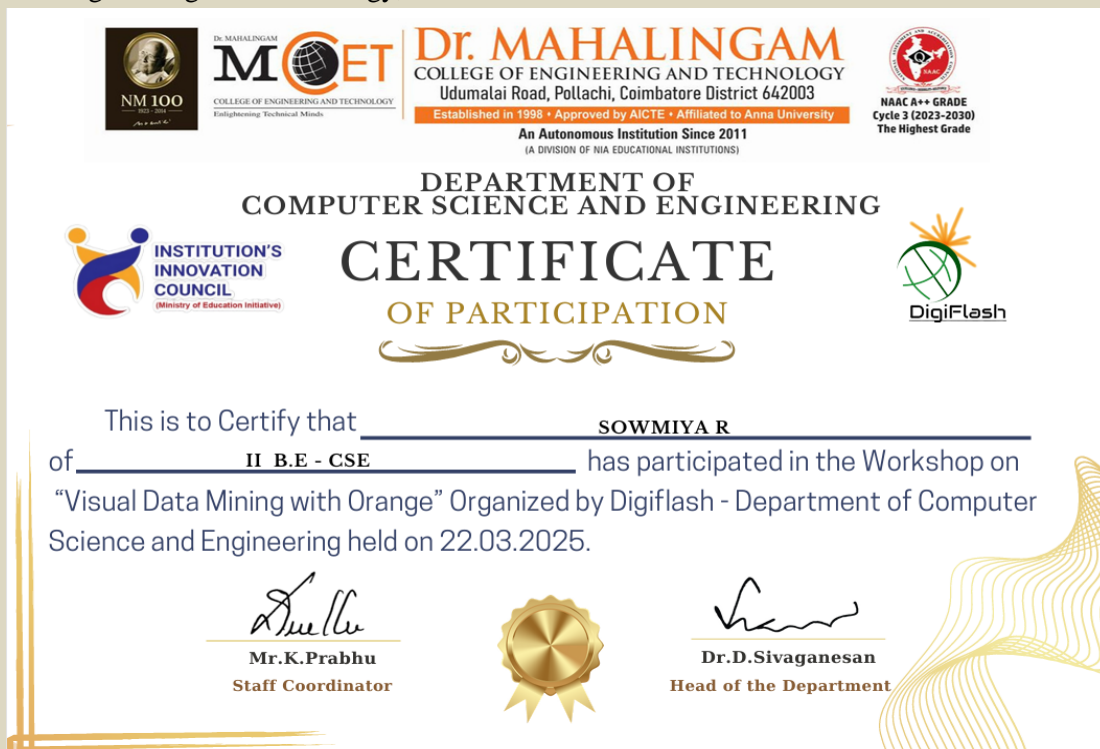 Dr. MAHALINGAM
COLLEGE OF ENGINEERING AND TECHNOLOGY
Udumalai Road, Pollachi, Coimbatore District 642003
Established in 1998 • Approved by AICTE • Affiliated to Anna University
An Autonomous Institution Since 2011
(A DIVISION OF NIA EDUCATIONAL INSTITUTIONS)
NM 100
1923 - 2014
Dr. MAHALINGAM
MCET
COLLEGE OF ENGINEERING AND TECHNOLOGY
Enlightening Technical Minds
NAAC
NAAC A++ GRADE
Cycle 3 (2023-2030)
The Highest Grade
DEPARTMENT OF
COMPUTER SCIENCE AND ENGINEERING
INSTITUTION'S
INNOVATION
COUNCIL
(Ministry of Education Initiative)
CERTIFICATE
OF PARTICIPATION
DigiFlash
This is to Certify that SOWMIYA R
of II B.E - CSE has participated in the Workshop on
“Visual Data Mining with Orange” Organized by Digiflash - Department of Computer
Science and Engineering held on 22.03.2025.
Mr.K.Prabhu
Staff Coordinator
Dr.D.Sivaganesan
Head of the Department